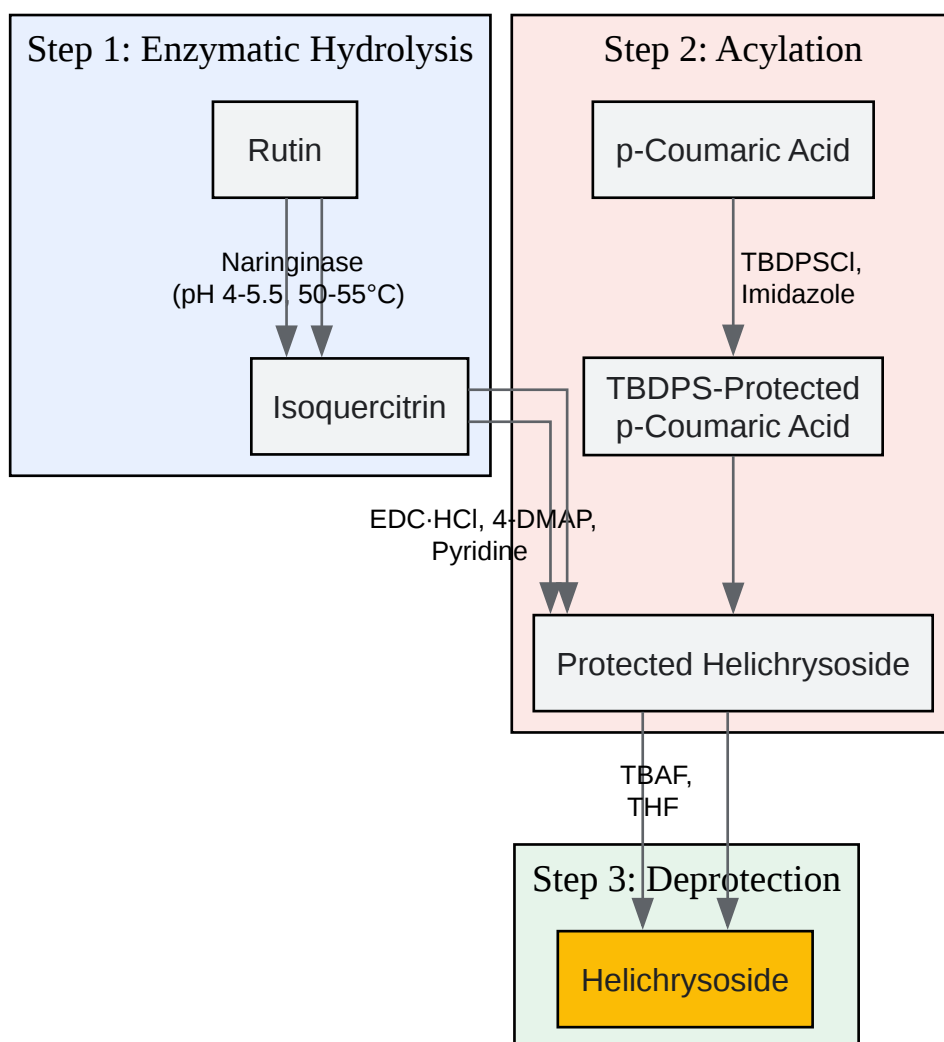 Step 1: Enzymatic Hydrolysis
Rutin
Naringinase
(pH 4-5.5, 50-55°C)
Isoquercitrin
Step 2: Acylation
p-Coumaric Acid
TBDPSCl,
Imidazole
TBDPS-Protected
p-Coumaric Acid
EDC·HCl, 4-DMAP,
Pyridine
Protected Helichrysoside
TBAF,
THF
Step 3: Deprotection
Helichrysoside